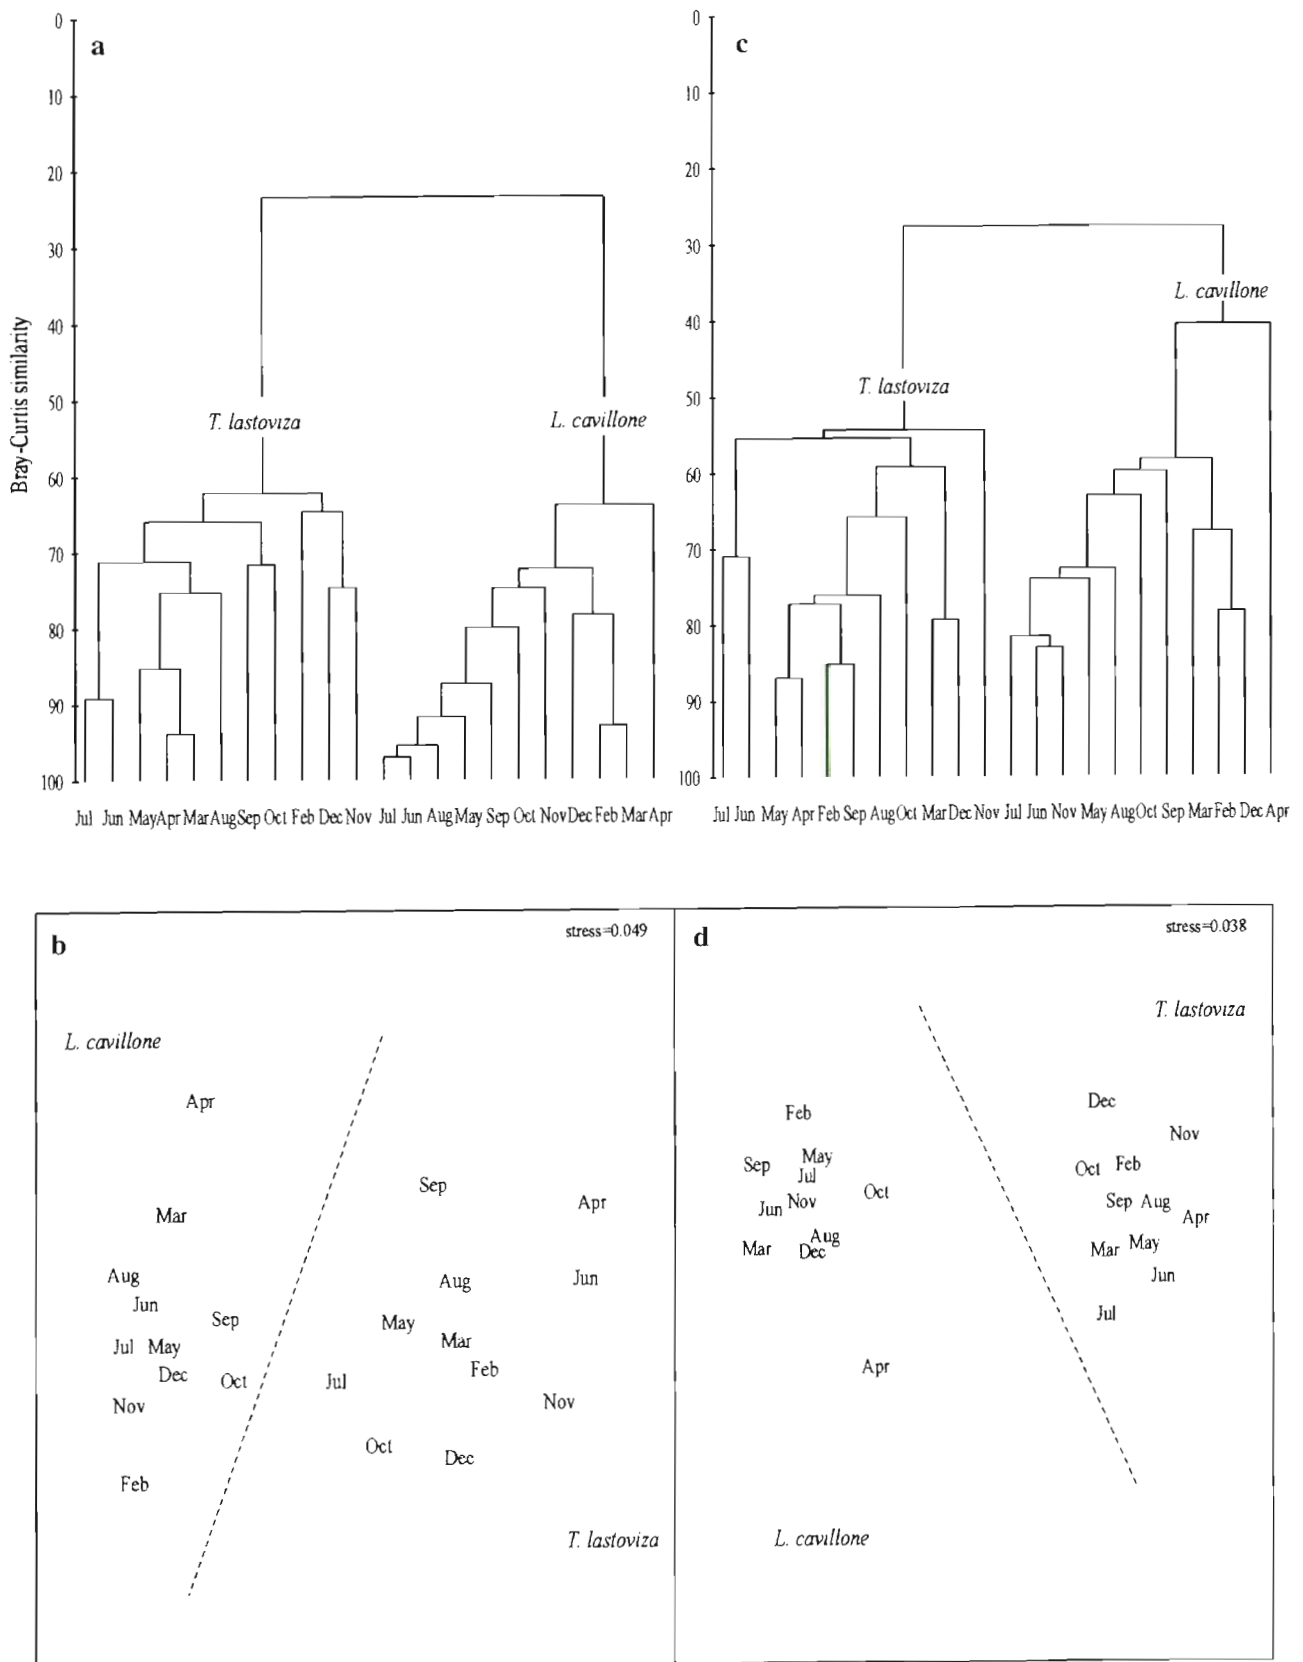 a
0
10
20
30
40
50
60
70
80
90
100
Bray-Curtis similarity
T. lastoviza
L. cavillone
Jul Jun May Apr Mar Aug Sep Oct Feb Dec Nov Jul Jun Aug May Sep Oct Nov Dec Feb Mar Apr
c
0
10
20
30
40
50
60
70
80
90
100
L. cavillone
T. lastoviza
Jul Jun May Apr Feb Sep Aug Oct Mar Dec Nov Jul Jun Nov May Aug Oct Sep Mar Feb Dec Apr
b
stress=0.049
L. cavillone
Apr
Sep
Apr
Mar
Aug
Aug
Jun
Jun
Sep
May
Mar
Jul May
Dec
Oct
Jul
Feb
Nov
Nov
Oct
Dec
Feb
T. lastoviza
d
stress=0.038
T. lastoviza
Dec
Feb
Nov
Sep
May
Jul
Oct
Feb
Oct
Jun
Nov
Sep Aug
Apr
Aug
Mar
Dec
Mar
May
Jun
Jul
Apr
L. cavillone